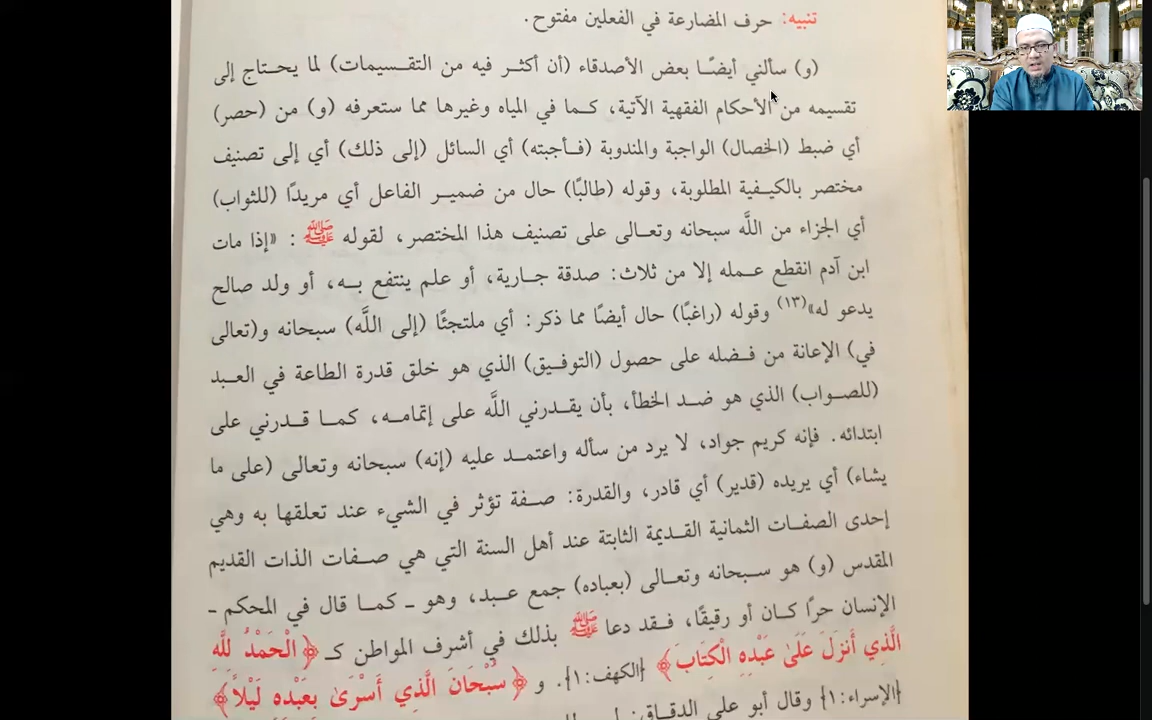 تنبيه: حرف المضارعة في الفعلين مفتوح.
(و) سألني أيضًا بعض الأصدقاء (أن أكثر فيه من التقسيمات) لما يحتاج إلى
تقسيمه من الأحكام الفقهية الآتية، كما في المياه وغيرها مما ستعرفه (و) من (حصر)
أي ضبط (الخصال) الواجبة والمندوبة (فأجبته) أي السائل (إلى ذلك) أي إلى تصنيف
مختصر بالكيفية المطلوبة، وقوله (طالبًا) حال من ضمير الفاعل أي مريدًا (للثواب)
أي الجزاء من اللَّه سبحانه وتعالى على تصنيف هذا المختصر، لقوله ﷺ : «إذا مات
ابن آدم انقطع عمله إلا من ثلاث: صدقة جارية، أو علم ينتفع به، أو ولد صالح
يدعو له»(١٣) وقوله (راغبًا) حال أيضًا مما ذكر: أي ملتجئًا (إلى اللَّه) سبحانه و(تعالى
في) الإعانة من فضله على حصول (التوفيق) الذي هو خلق قدرة الطاعة في العبد
(للصواب) الذي هو ضد الخطأ، بأن يقدرني اللَّه على إتمامه، كما قدرني على
ابتدائه. فإنه كريم جواد، لا يرد من سأله واعتمد عليه (إنه) سبحانه وتعالى (على ما
يشاء) أي يريده (قدير) أي قادر، والقدرة: صفة تؤثر في الشيء عند تعلقها به وهي
إحدى الصفات الثمانية القديمة الثابتة عند أهل السنة التي هي صفات الذات القديم
المقدس (و) هو سبحانه وتعالى (بعباده) جمع عبد، وهو ـ كما قال في المحكم ـ
الإنسان حرًا كان أو رقيقًا، فقد دعا ﷺ بذلك في أشرف المواطن كـ ﴿الْحَمْدُ لِلَّهِ
الَّذِي أَنزَلَ عَلَىٰ عَبْدِهِ الْكِتَابَ﴾ {الكهف:١}. و ﴿سُبْحَانَ الَّذِي أَسْرَىٰ بِعَبْدِهِ لَيْلًا﴾
{الإسراء:١} وقال أبو علي الدقاق: